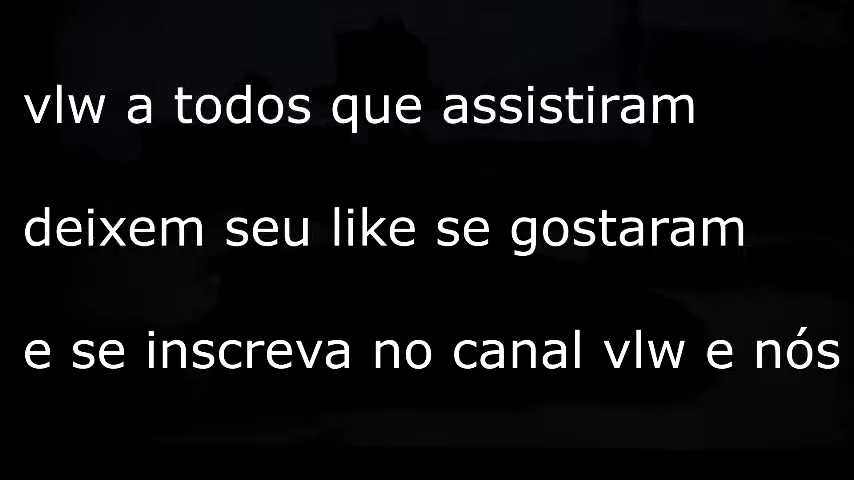 vlw a todos que assistiram
deixem seu like se gostaram
e se inscreva no canal vlw e nós